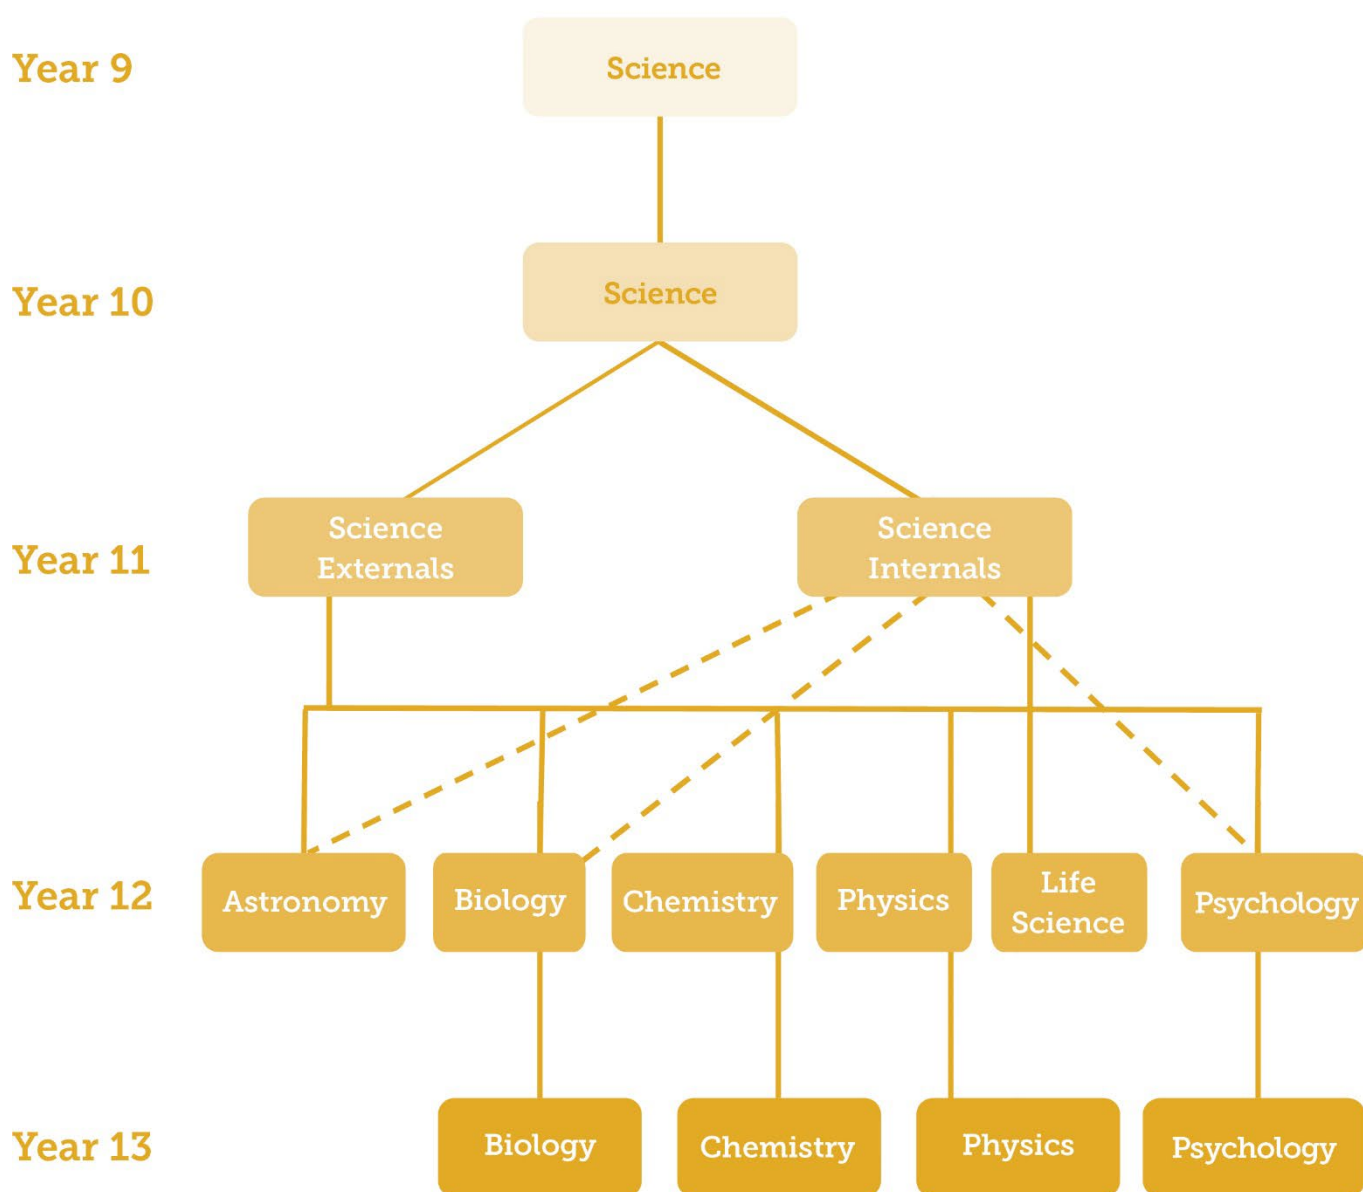 Year 9
Science
Year 10
Science
Year 11
Science
Externals
Science
Internals
Year 12
Astronomy
Biology
Chemistry
Physics
Life
Science
Psychology
Year 13
Biology
Chemistry
Physics
Psychology